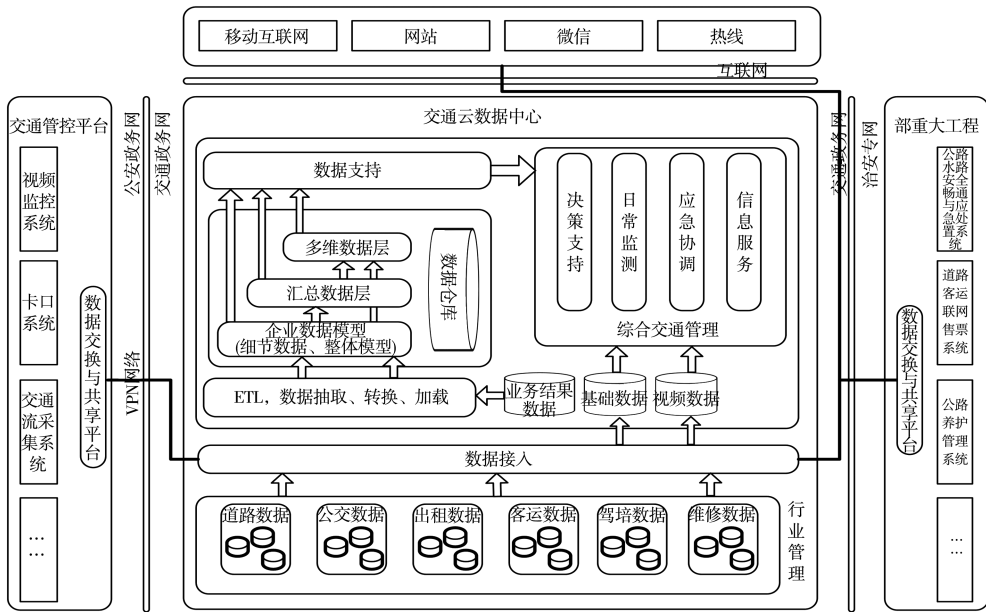 移动互联网
网站
微信
热线
互联网
交通管控平台
视频
监控
系统
卡口
系统
交通
流采
集系
统
……
数据交换与共享平台
公安政务网
交通政务网
VPN网络
交通云数据中心
数据支持
多维数据层
汇总数据层
企业数据模型
(细节数据、整体模型)
数据仓库
ETL，数据抽取、转换、加载
业务结果
数据
基础数据
视频数据
决策支持
日常监测
应急协调
信息服务
综合交通管理
数据接入
道路数据
公交数据
出租数据
客运数据
驾培数据
维修数据
行业管理
交通政务网
治安专网
部重大工程
公路
水路
安全
畅通
与应
急处
置系
统
道路
客运
联网
售票
系统
公路
养护
管理
系统
……
数据交换与共享平台